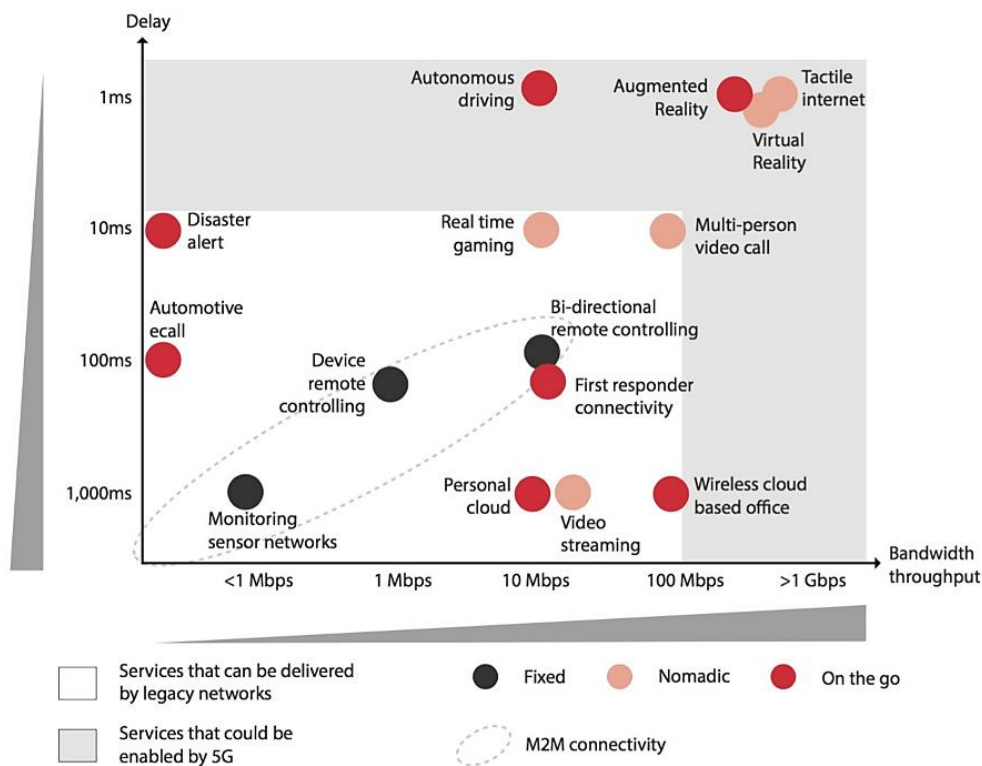 Delay
1ms
Autonomous
driving
Augmented
Reality
Tactile
internet
Virtual
Reality
10ms
Disaster
alert
Real time
gaming
Multi-person
video call
Automotive
ecall
Bi-directional
remote controlling
100ms
Device
remote
controlling
First responder
connectivity
1,000ms
Monitoring
sensor networks
Personal
cloud
Video
streaming
Wireless cloud
based office
Bandwidth
throughput
<1 Mbps
1 Mbps
10 Mbps
100 Mbps
>1 Gbps
Services that can be delivered
by legacy networks
Fixed
Nomadic
On the go
Services that could be
enabled by 5G
M2M connectivity